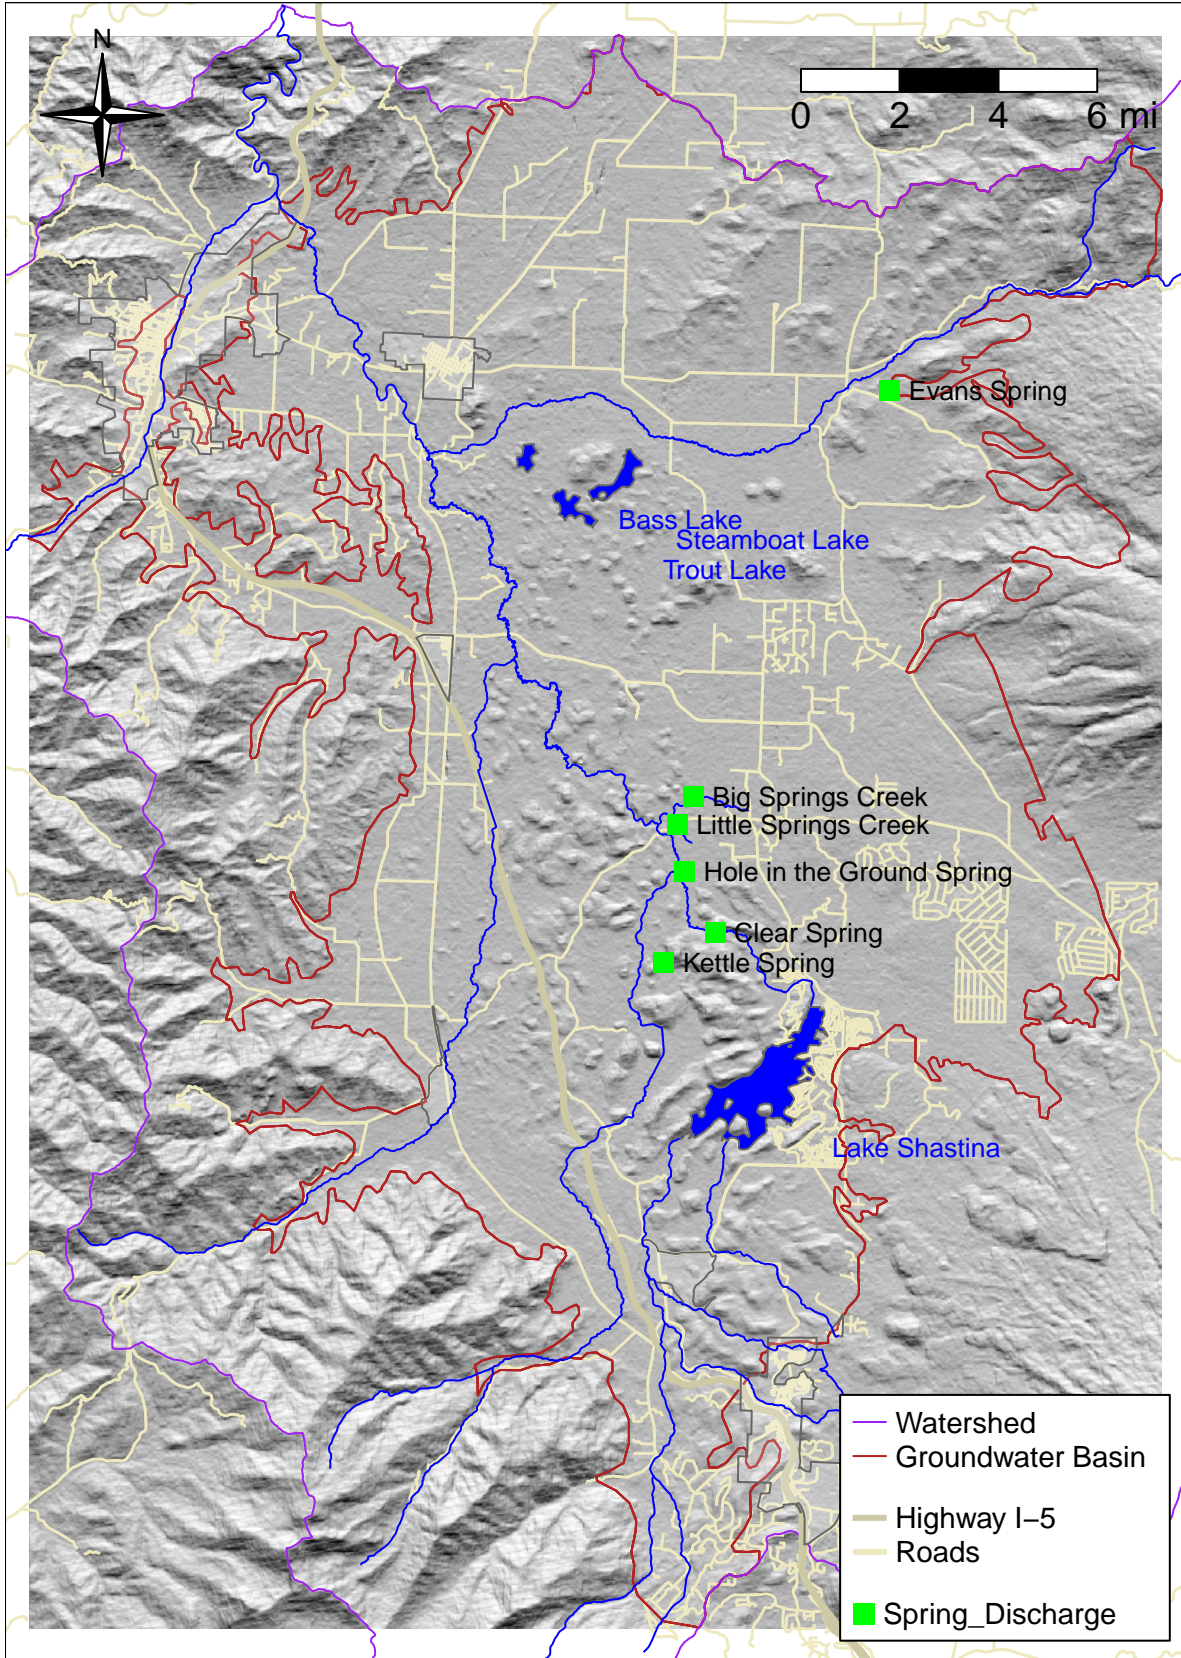 N
0 2 4 6 mi
Evans Spring
Bass Lake
Steamboat Lake
Trout Lake
Big Springs Creek
Little Springs Creek
Hole in the Ground Spring
Clear Spring
Kettle Spring
Lake Shastina
Watershed
Groundwater Basin
Highway I−5
Roads
Spring_Discharge